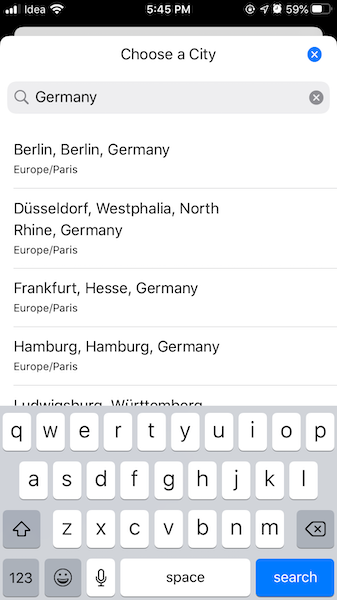 Idea 5:45 PM 59%
Choose a City
Germany
Berlin, Berlin, Germany
Europe/Paris
Düsseldorf, Westphalia, North
Rhine, Germany
Europe/Paris
Frankfurt, Hesse, Germany
Europe/Paris
Hamburg, Hamburg, Germany
Europe/Paris
Ludwigsburg, Württemberg,
q w e r t y u i o p
a s d f g h j k l
z x c v b n m
123 space search